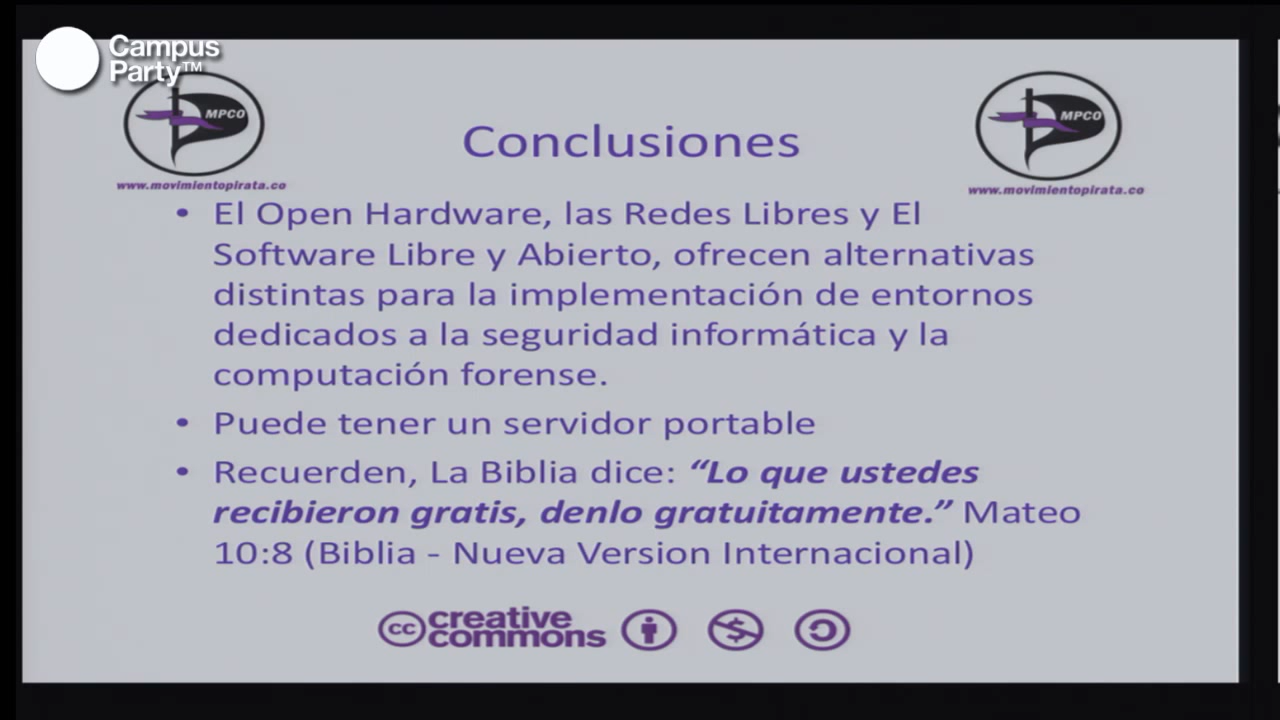 Campus
Party™
MPCO
www.movimientopirata.co
MPCO
www.movimientopirata.co
Conclusiones
• El Open Hardware, las Redes Libres y El
Software Libre y Abierto, ofrecen alternativas
distintas para la implementación de entornos
dedicados a la seguridad informática y la
computación forense.
• Puede tener un servidor portable
• Recuerden, La Biblia dice: “Lo que ustedes
recibieron gratis, denlo gratuitamente.” Mateo
10:8 (Biblia - Nueva Version Internacional)
cc creative
commons